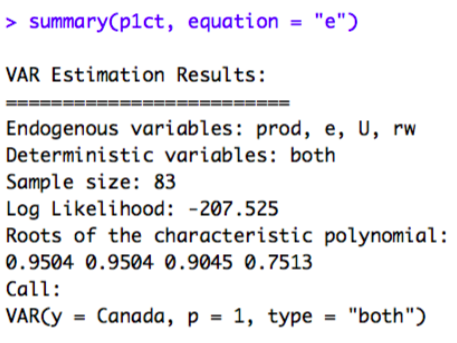 > summary(p1ct, equation = "e")
VAR Estimation Results:
=========================
Endogenous variables: prod, e, U, rw
Deterministic variables: both
Sample size: 83
Log Likelihood: -207.525
Roots of the characteristic polynomial:
0.9504 0.9504 0.9045 0.7513
Call:
VAR(y = Canada, p = 1, type = "both")